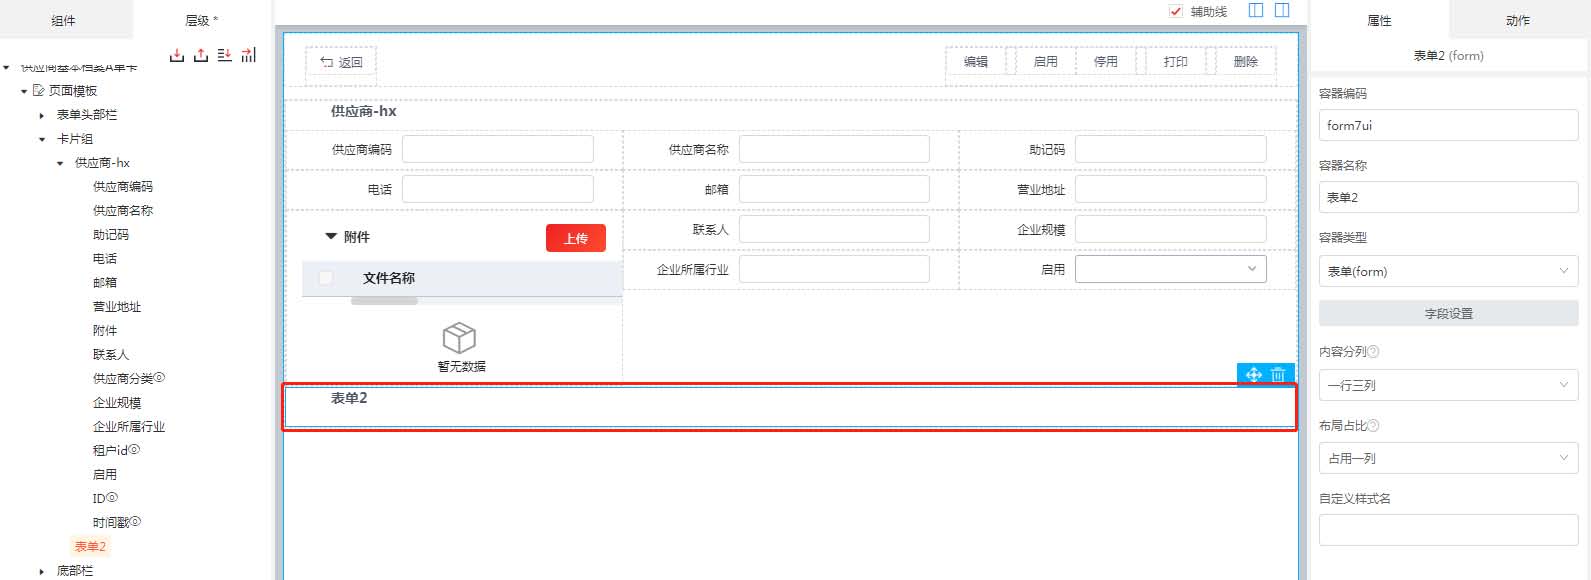 组件
层级 *
供应商基本档案A单卡
页面模板
表单头部栏
卡片组
供应商-hx
供应商编码
供应商名称
助记码
电话
邮箱
营业地址
附件
联系人
供应商分类
企业规模
企业所属行业
租户id
启用
ID
时间戳
表单2
底部栏
辅助线
返回
编辑
启用
停用
打印
删除
供应商-hx
供应商编码
供应商名称
助记码
电话
邮箱
营业地址
附件
上传
联系人
企业规模
文件名称
企业所属行业
启用
暂无数据
表单2
属性
动作
表单2 (form)
容器编码
form7ui
容器名称
表单2
容器类型
表单(form)
字段设置
内容分列
一行三列
布局占比
占用一列
自定义样式名